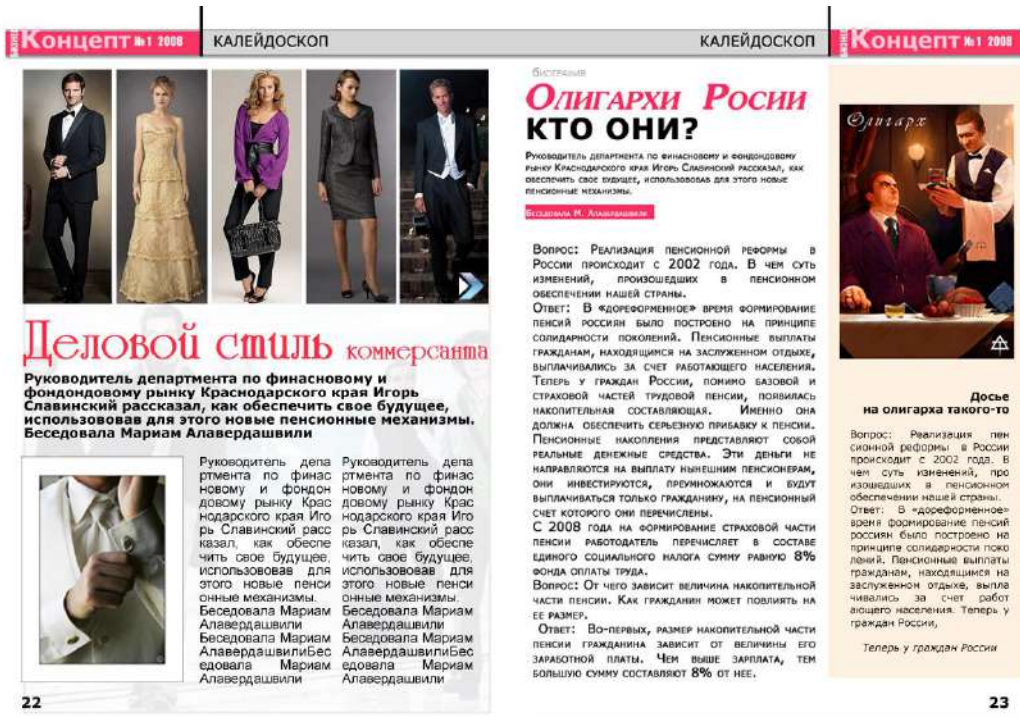 БИЗНЕС
Концепт №1 2008
КАЛЕЙДОСКОП
Деловой стиль коммерсанта
Руководитель департмента по финасновому и
фондондовому рынку Краснодарского края Игорь
Славинский рассказал, как обеспечить свое будущее,
использововав для этого новые пенсионные механизмы.
Беседовала Мариам Алавердашвили
Руководитель депа
ртмента по финас
новому и фондон
довому рынку Крас
нодарского края Иго
рь Славинский расс
казал, как обеспе
чить свое будущее,
использововав для
этого новые пенси
онные механизмы.
Беседовала Мариам
Алавердашвили
Беседовала Мариам
АлавердашвилиБес
едовала Мариам
Алавердашвили
Руководитель депа
ртмента по финас
новому и фондон
довому рынку Крас
нодарского края Иго
рь Славинский расс
казал, как обеспе
чить свое будущее,
использововав для
этого новые пенси
онные механизмы.
Беседовала Мариам
Алавердашвили
Беседовала Мариам
АлавердашвилиБес
едовала Мариам
Алавердашвили
22
КАЛЕЙДОСКОП
БИЗНЕС
Концепт №1 2008
биография
Олигархи Росии
КТО ОНИ?
Руководитель департмента по финасновому и фондондовому
рынку Краснодарского края Игорь Славинский рассказал, как
обеспечить свое будущее, использововав для этого новые
пенсионные механизмы.
Беседовала М. Алавердашвили
Вопрос: Реализация пенсионной реформы в
России происходит с 2002 года. В чем суть
изменений, произошедших в пенсионном
обеспечении нашей страны.
Ответ: В «дореформенное» время формирование
пенсий россиян было построено на принципе
солидарности поколений. Пенсионные выплаты
гражданам, находящимся на заслуженном отдыхе,
выплачивались за счет работающего населения.
Теперь у граждан России, помимо базовой и
страховой частей трудовой пенсии, появилась
накопительная составляющая. Именно она
должна обеспечить серьезную прибавку к пенсии.
Пенсионные накопления представляют собой
реальные денежные средства. Эти деньги не
направляются на выплату нынешним пенсионерам,
они инвестируются, преумножаются и будут
выплачиваться только гражданину, на пенсионный
счет которого они перечислены.
С 2008 года на формирование страховой части
пенсии работодатель перечисляет в составе
единого социального налога сумму равную 8%
фонда оплаты труда.
Вопрос: От чего зависит величина накопительной
части пенсии. Как гражданин может повлиять на
ее размер.
Ответ: Во-первых, размер накопительной части
пенсии гражданина зависит от величины его
заработной платы. Чем выше зарплата, тем
большую сумму составляют 8% от нее.
Олигарх
Досье
на олигарха такого-то
Вопрос: Реализация пен
сионной реформы в России
происходит с 2002 года. В
чем суть изменений, про
изошедших в пенсионном
обеспечении нашей страны.
Ответ: В «дореформенное»
время формирование пенсий
россиян было построено на
принципе солидарности поко
лений. Пенсионные выплаты
гражданам, находящимся на
заслуженном отдыхе, выпла
чивались за счет работ
ающего населения. Теперь у
граждан России,
Теперь у граждан России
23